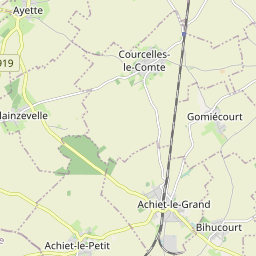 Ayette
919
Courcelles-
le-Comte
lainzevelle
Gomiécourt
Achiet-le-Grand
Bihucourt
Achiet-le-Petit